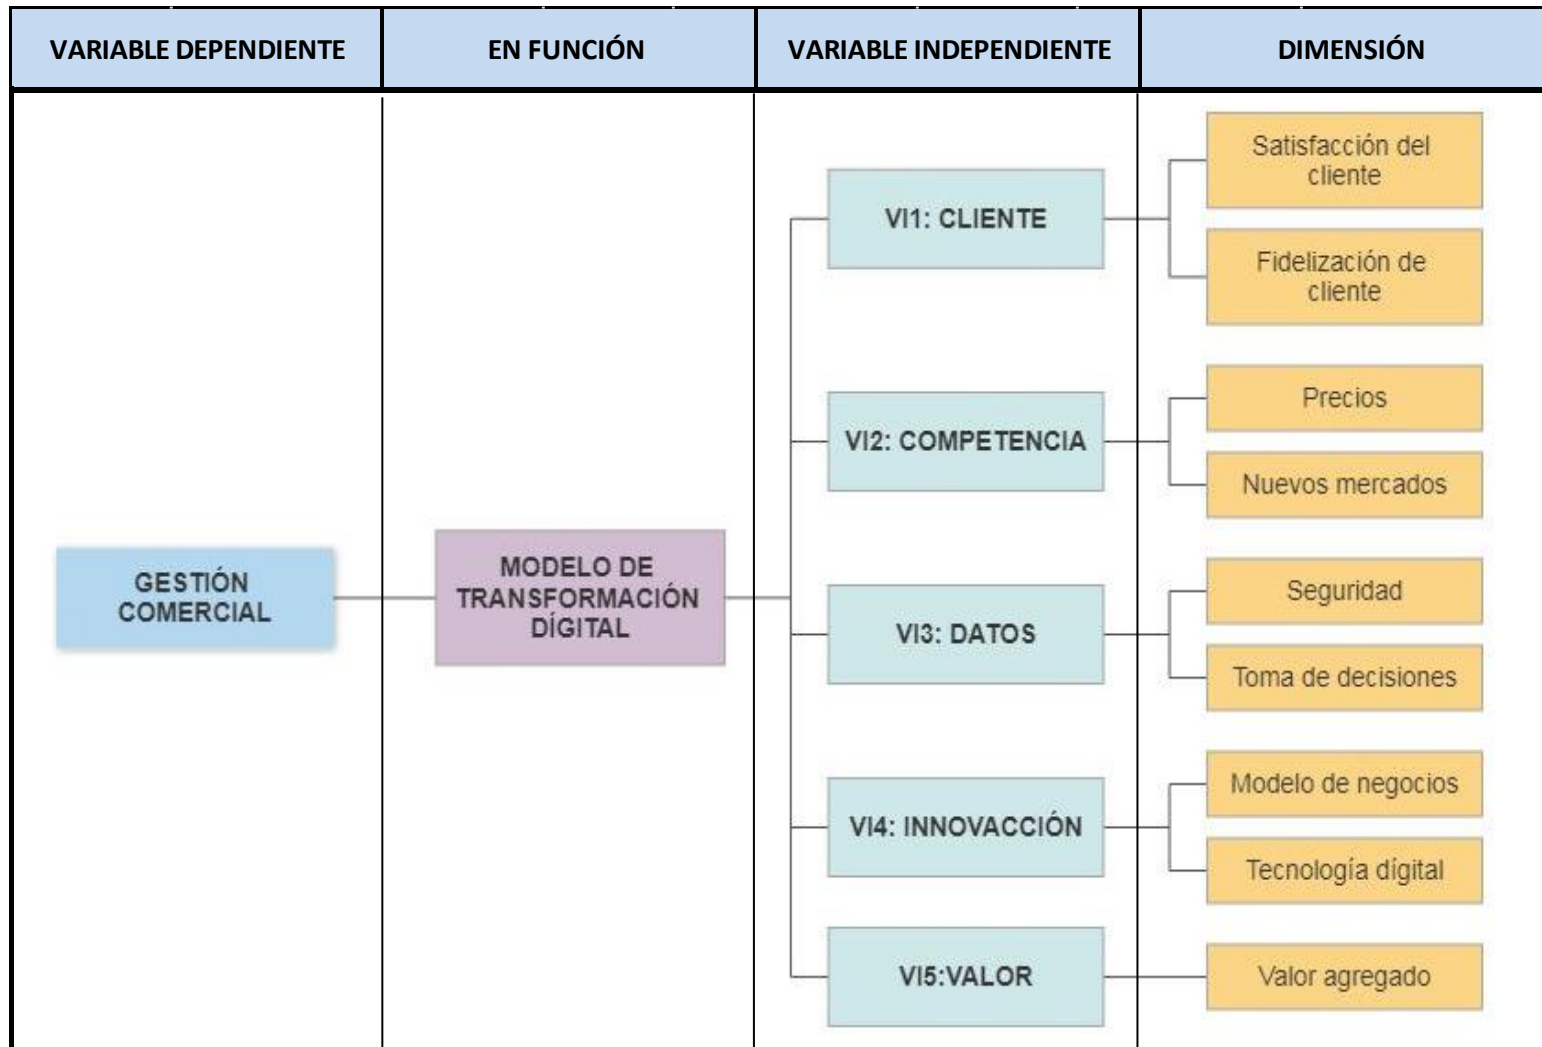 VARIABLE DEPENDIENTE
EN FUNCIÓN
VARIABLE INDEPENDIENTE
DIMENSIÓN
GESTIÓN
COMERCIAL
MODELO DE
TRANSFORMACIÓN
DÍGITAL
VI1: CLIENTE
Satisfacción del
cliente
Fidelización de
cliente
VI2: COMPETENCIA
Precios
Nuevos mercados
VI3: DATOS
Seguridad
Toma de decisiones
VI4: INNOVACCIÓN
Modelo de negocios
Tecnología dígital
VI5:VALOR
Valor agregado